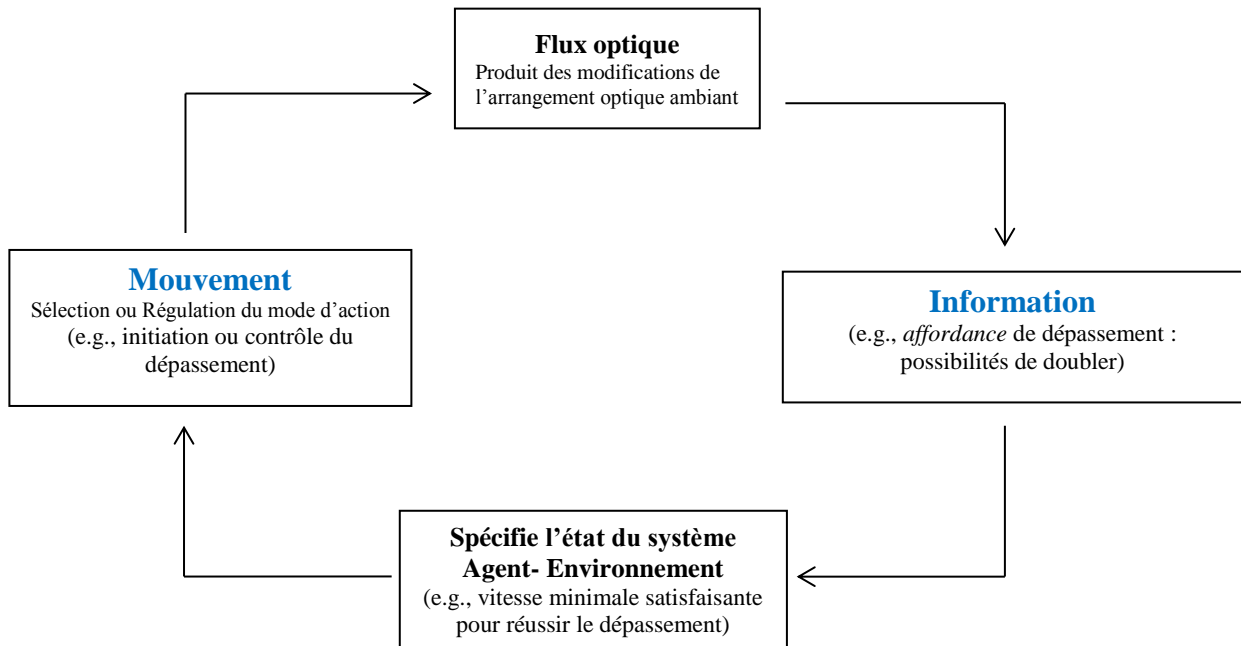 Flux optique
Produit des modifications de
l’arrangement optique ambiant
Mouvement
Sélection ou Régulation du mode d’action
(e.g., initiation ou contrôle du
dépassement)
Information
(e.g., affordance de dépassement :
possibilités de doubler)
Spécifie l’état du système
Agent- Environnement
(e.g., vitesse minimale satisfaisante
pour réussir le dépassement)